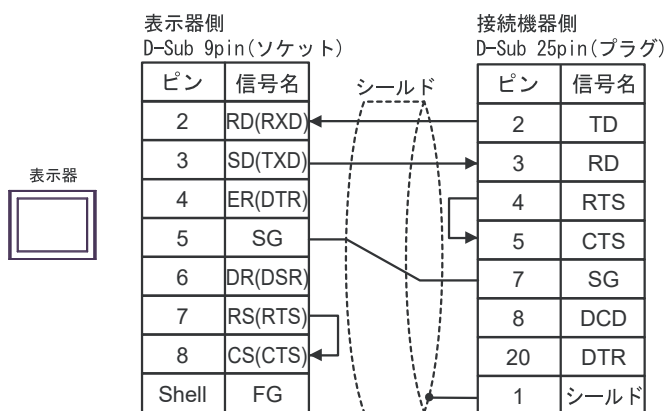 表示器側
D-Sub 9pin(ソケット)
接続機器側
D-Sub 25pin(プラグ)
ピン 信号名 シールド ピン 信号名
2 RD(RXD) 2 TD
3 SD(TXD) 3 RD
表示器
4 ER(DTR) 4 RTS
5 SG 5 CTS
6 DR(DSR) 7 SG
7 RS(RTS) 8 DCD
8 CS(CTS) 20 DTR
Shell FG 1 シールド